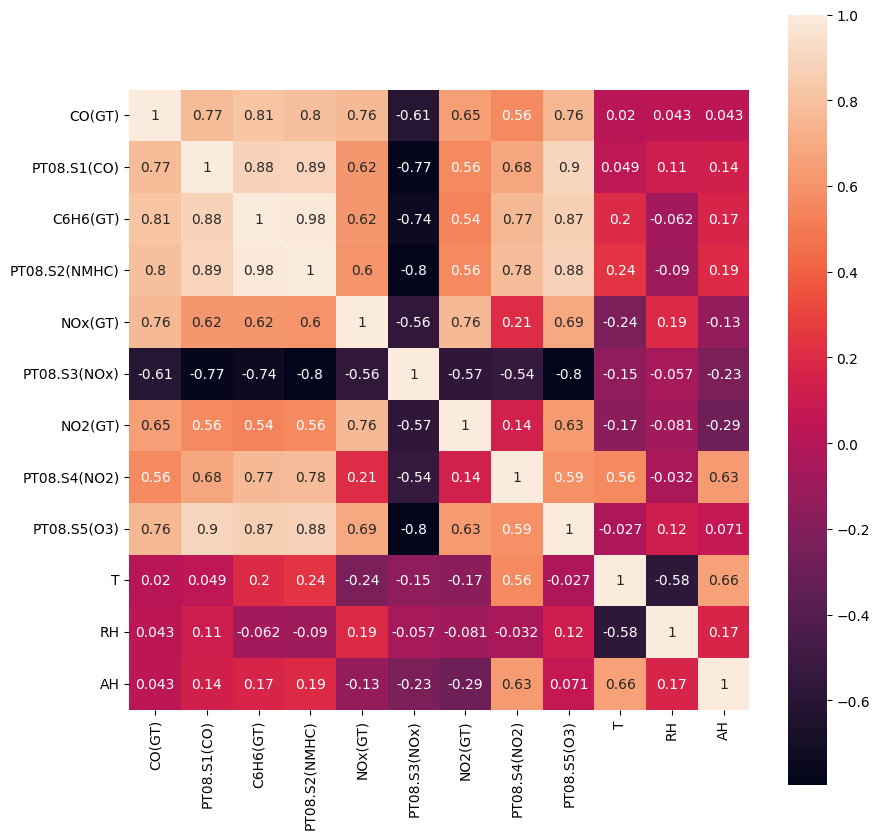 CO(GT) 1 0.77 0.81 0.8 0.76 -0.61 0.65 0.56 0.76 0.02 0.043 0.043
PT08.S1(CO) 0.77 1 0.88 0.89 0.62 -0.77 0.56 0.68 0.9 0.049 0.11 0.14
C6H6(GT) 0.81 0.88 1 0.98 0.62 -0.74 0.54 0.77 0.87 0.2 -0.062 0.17
PT08.S2(NMHC) 0.8 0.89 0.98 1 0.6 -0.8 0.56 0.78 0.88 0.24 -0.09 0.19
NOx(GT) 0.76 0.62 0.62 0.6 1 -0.56 0.76 0.21 0.69 -0.24 0.19 -0.13
PT08.S3(NOx) -0.61 -0.77 -0.74 -0.8 -0.56 1 -0.57 -0.54 -0.8 -0.15 -0.057 -0.23
NO2(GT) 0.65 0.56 0.54 0.56 0.76 -0.57 1 0.14 0.63 -0.17 -0.081 -0.29
PT08.S4(NO2) 0.56 0.68 0.77 0.78 0.21 -0.54 0.14 1 0.59 0.56 -0.032 0.63
PT08.S5(O3) 0.76 0.9 0.87 0.88 0.69 -0.8 0.63 0.59 1 -0.027 0.12 0.071
T 0.02 0.049 0.2 0.24 -0.24 -0.15 -0.17 0.56 -0.027 1 -0.58 0.66
RH 0.043 0.11 -0.062 -0.09 0.19 -0.057 -0.081 -0.032 0.12 -0.58 1 0.17
AH 0.043 0.14 0.17 0.19 -0.13 -0.23 -0.29 0.63 0.071 0.66 0.17 1
CO(GT)
PT08.S1(CO)
C6H6(GT)
PT08.S2(NMHC)
NOx(GT)
PT08.S3(NOx)
NO2(GT)
PT08.S4(NO2)
PT08.S5(O3)
T
RH
AH
1.0
0.8
0.6
0.4
0.2
0.0
−0.2
−0.4
−0.6